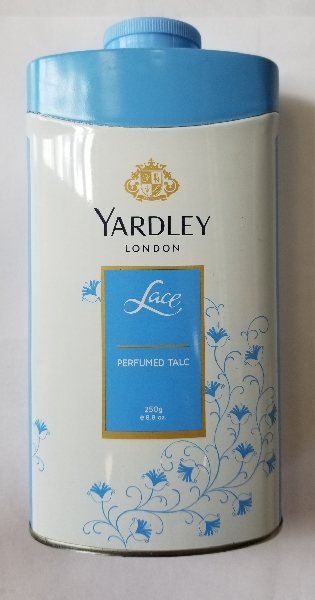 YARDLEY
LONDON
Lace
PERFUMED TALC
250g
e 8.8 oz.